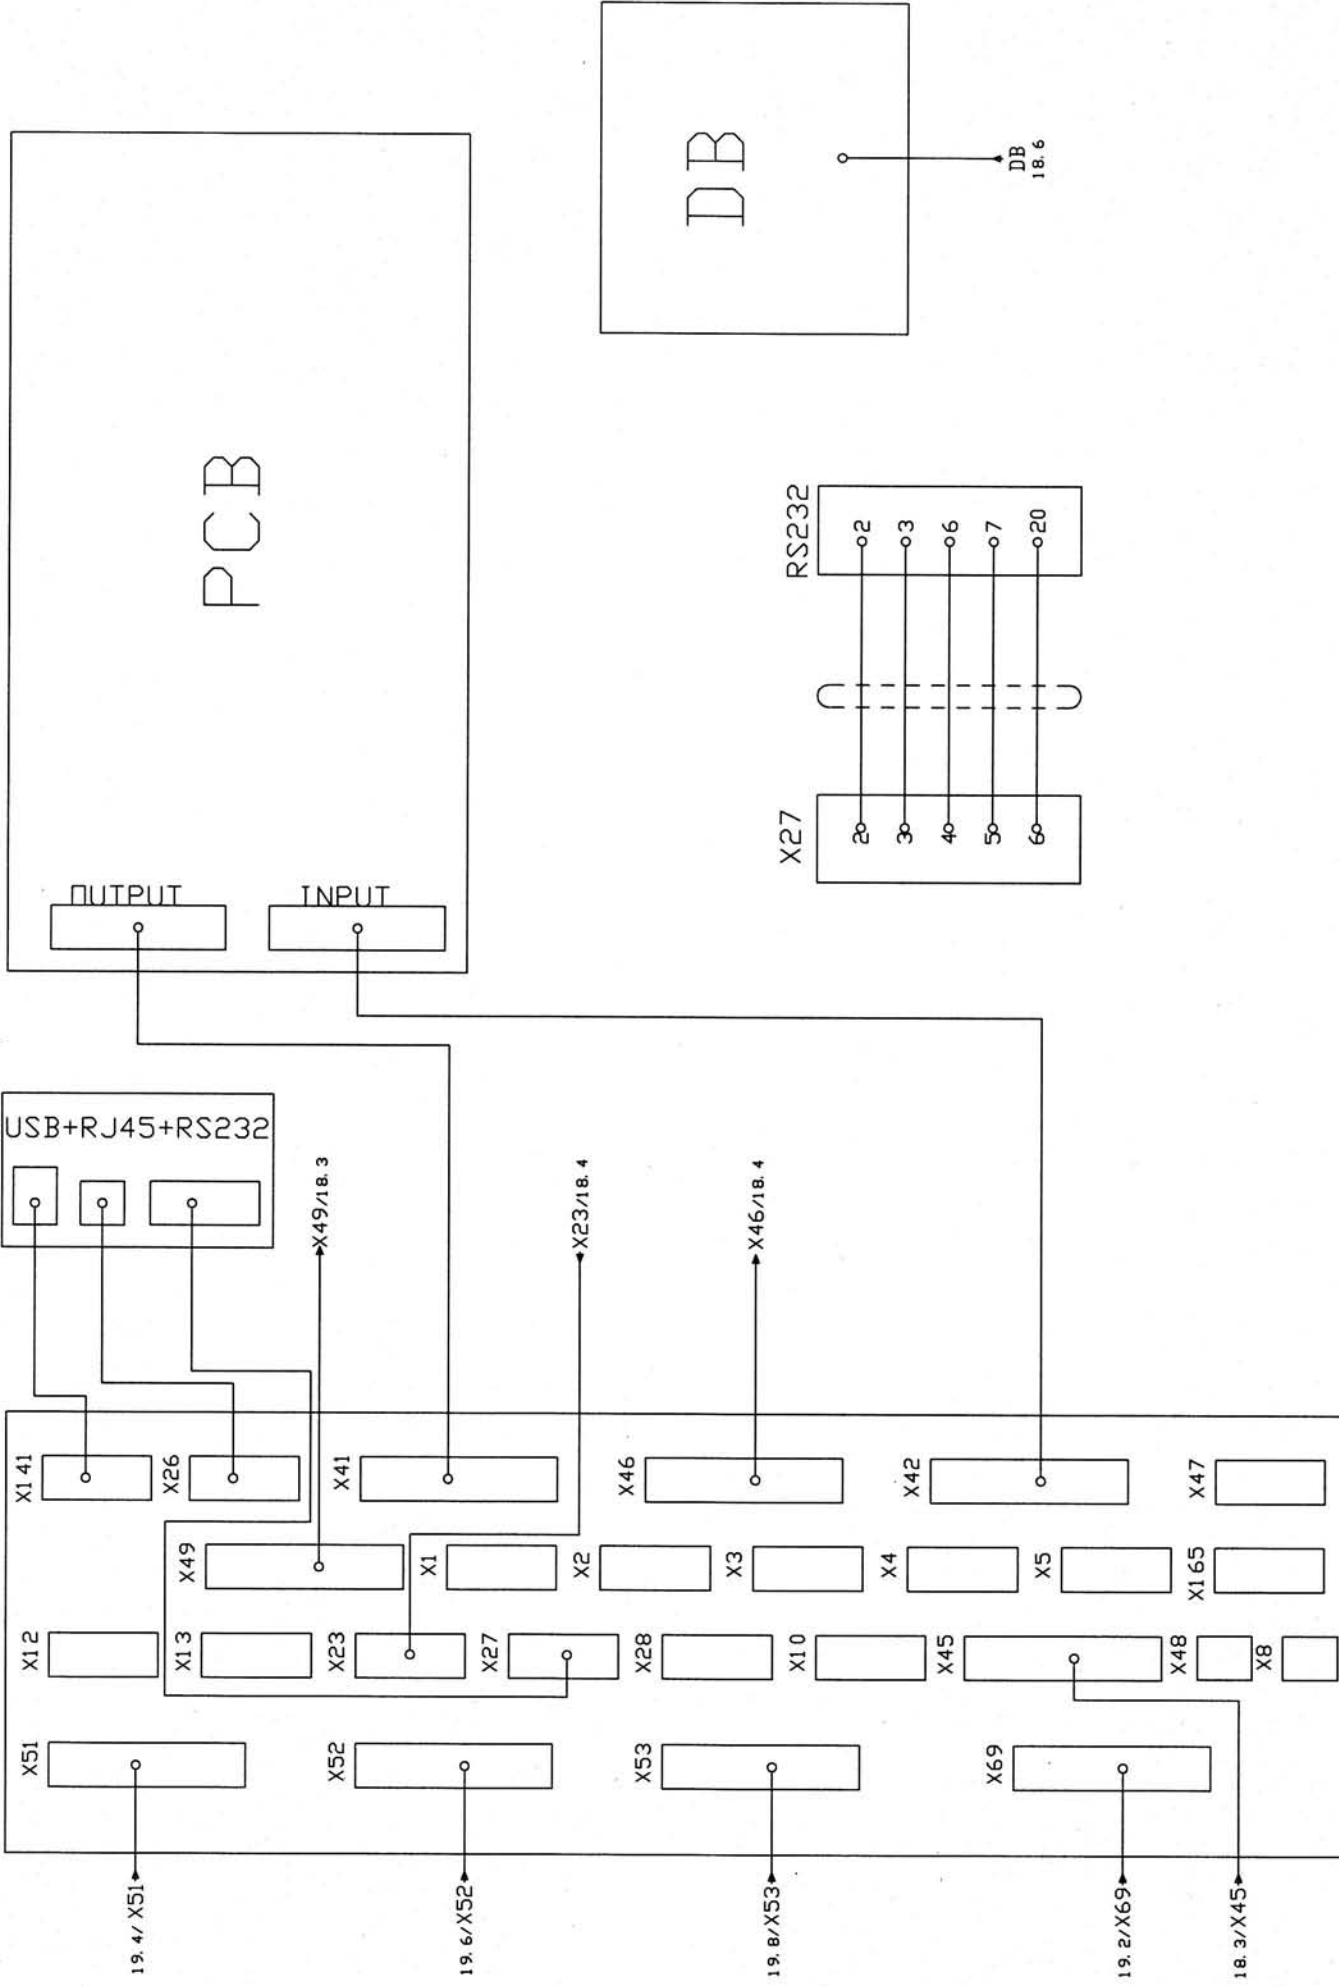 PCB
OUTPUT
INPUT
DB
DB
18.6
USB+RJ45+RS232
X49/18.3
X23/18.4
X46/18.4
RS232
2
3
6
7
20
X27
2
3
4
5
6
X141
X26
X41
X46
X42
X47
X49
X1
X2
X3
X4
X5
X165
X12
X13
X23
X27
X28
X10
X45
X48
X8
X51
X52
X53
X69
19.4/X51
19.6/X52
19.8/X53
19.2/X69
18.3/X45